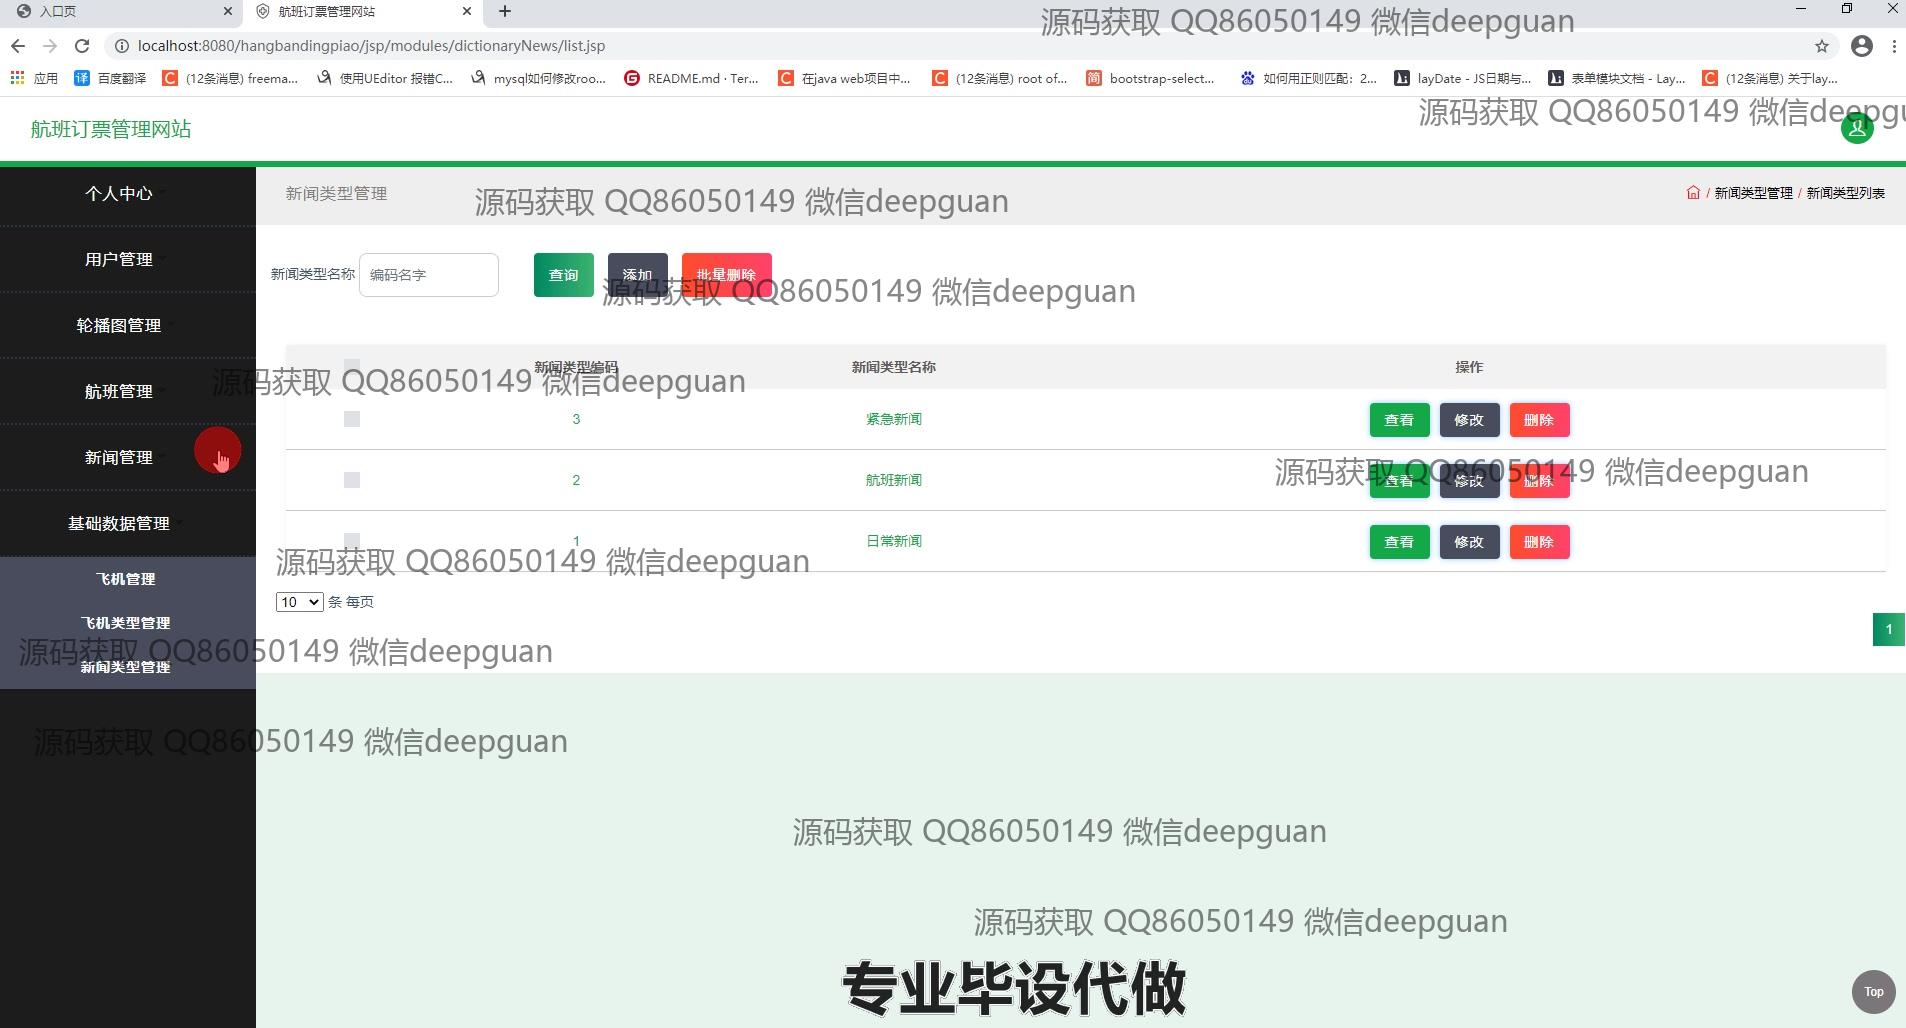 入口页
航班订票管理网站
源码获取 QQ86050149 微信deepguan
localhost:8080/hangbandingpiao/jsp/modules/dictionaryNews/list.jsp
应用
百度翻译
(12条消息) freema...
使用UEditor 报错C...
mysql如何修改roo...
README.md · Ter...
在java web项目中...
(12条消息) root of...
bootstrap-select...
如何用正则匹配：2...
layDate - JS日期与...
表单模块文档 - Lay...
(12条消息) 关于lay...
源码获取 QQ86050149 微信deepgu
航班订票管理网站
个人中心
新闻类型管理
源码获取 QQ86050149 微信deepguan
/ 新闻类型管理 / 新闻类型列表
用户管理
新闻类型名称 编码名字 查询 添加 批量删除
源码获取 QQ86050149 微信deepguan
轮播图管理
新闻类型编码 新闻类型名称 操作
源码获取 QQ86050149 微信deepguan
航班管理
3 紧急新闻 查看 修改 删除
新闻管理
源码获取 QQ86050149 微信deepguan
2 航班新闻 查看 修改 删除
基础数据管理
1 日常新闻 查看 修改 删除
源码获取 QQ86050149 微信deepguan
飞机管理
10 条 每页
飞机类型管理
1
源码获取 QQ86050149 微信deepguan
新闻类型管理
源码获取 QQ86050149 微信deepguan
源码获取 QQ86050149 微信deepguan
源码获取 QQ86050149 微信deepguan
专业毕设代做
Top